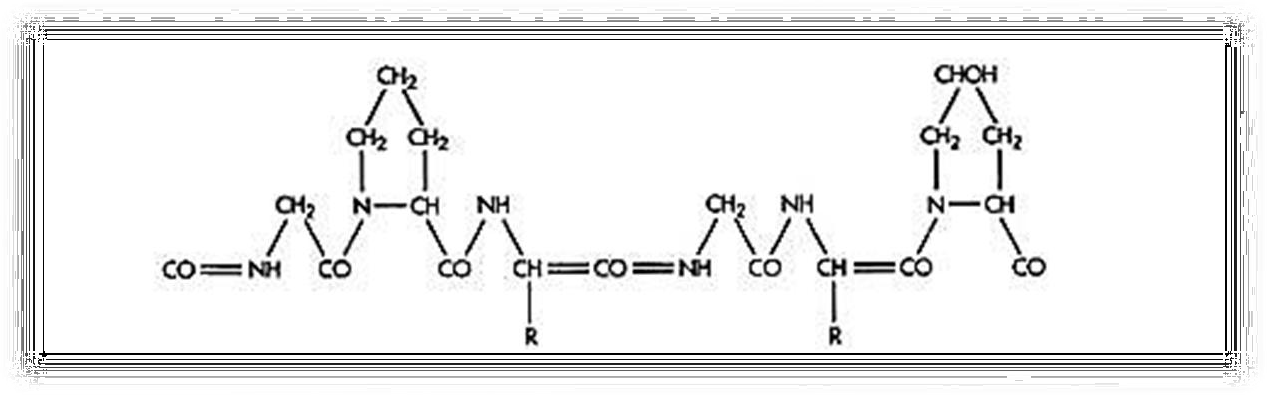 CH₂ CHOH
CH₂ CH₂ CH₂ CH₂
CH₂ N CH NH CH₂ NH N CH
CO NH CO CO CH CO NH CO CH CO CO
R R